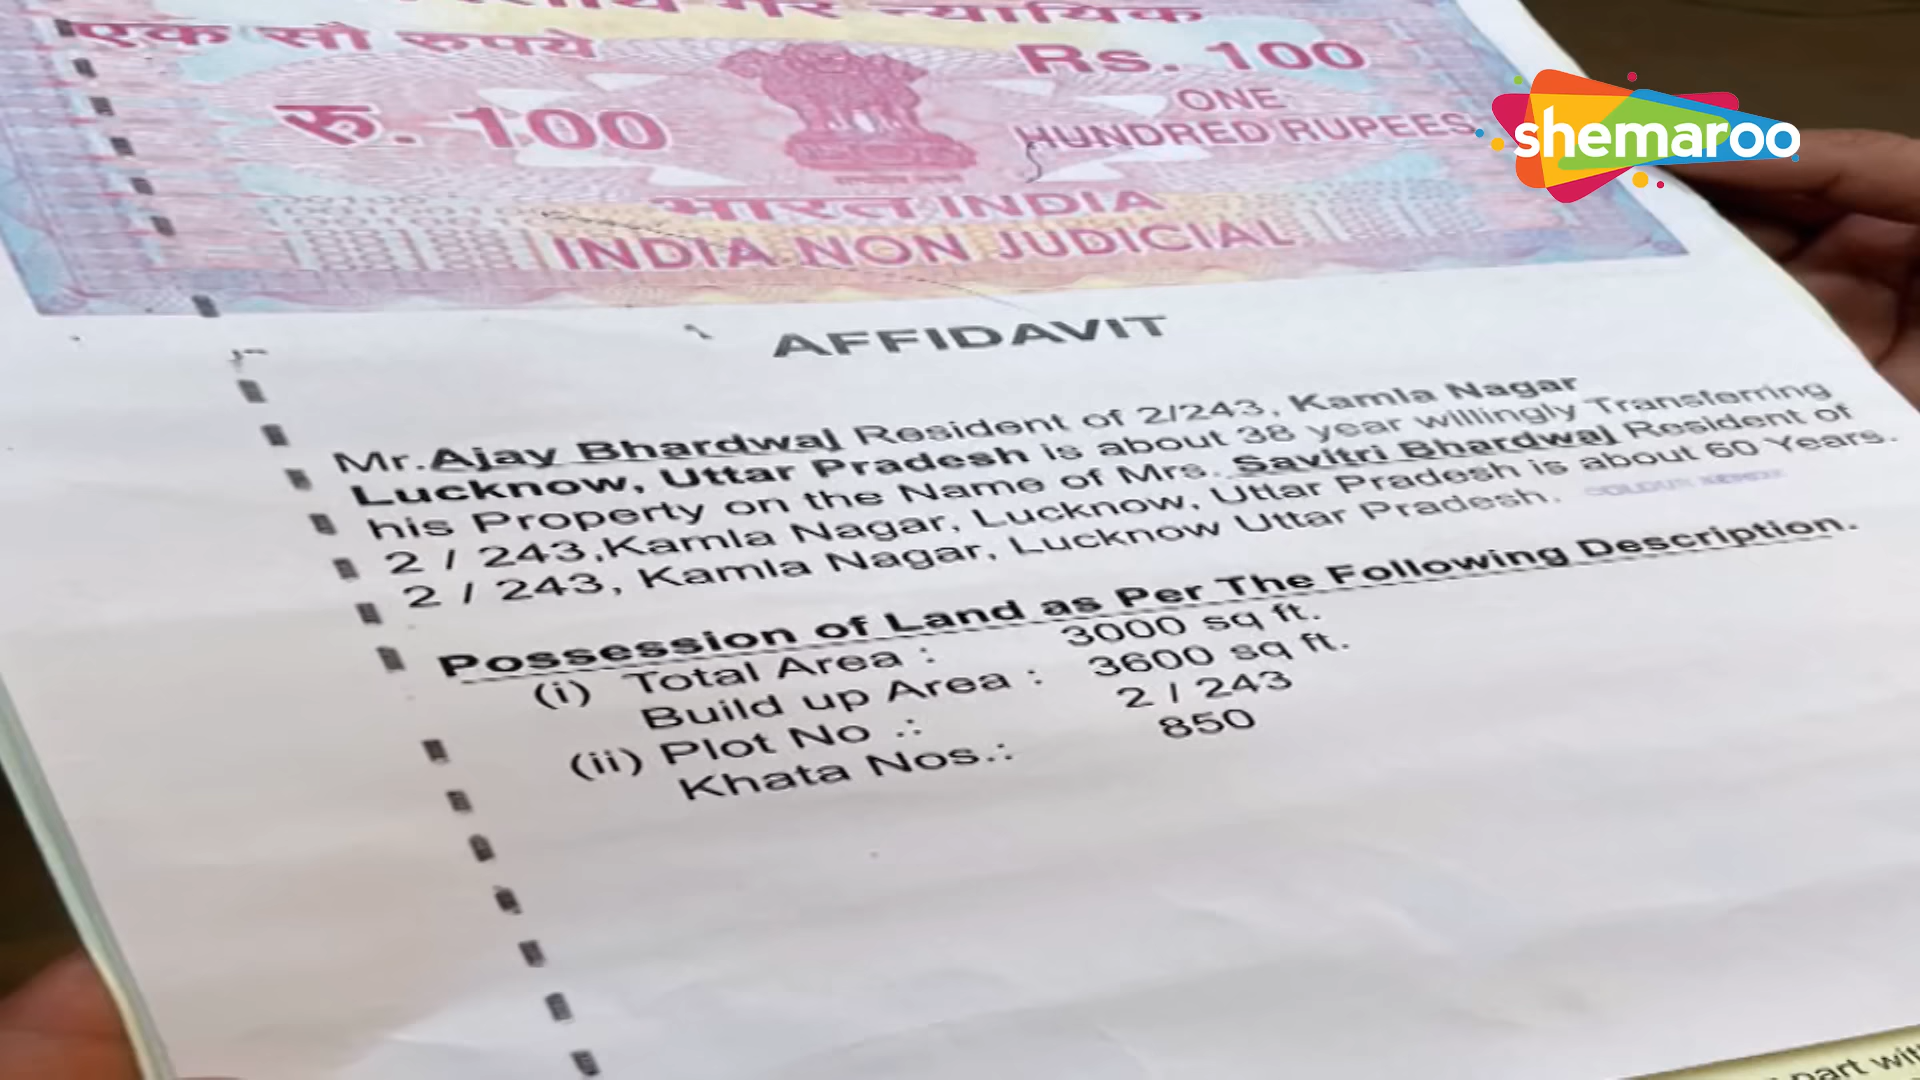 भारतीय गैर न्यायिक
एक सौ रुपये
Rs. 100
रु. 100
ONE
HUNDRED RUPEES
shemaroo
भारत INDIA
INDIA NON JUDICIAL
AFFIDAVIT
Mr.Ajay Bhardwaj Resident of 2/243, Kamla Nagar
Lucknow, Uttar Pradesh is about 38 year willingly Transferring
his Property on the Name of Mrs. Savitri Bhardwaj Resident of
2 / 243,Kamla Nagar, Lucknow, Uttar Pradesh is about 60 Years.
2 / 243, Kamla Nagar, Lucknow Uttar Pradesh.
Possession of Land as Per The Following Description.
(i) Total Area : 3000 sq ft.
Build up Area : 3600 sq ft.
(ii) Plot No .: 2 / 243
Khata Nos.: 850
part